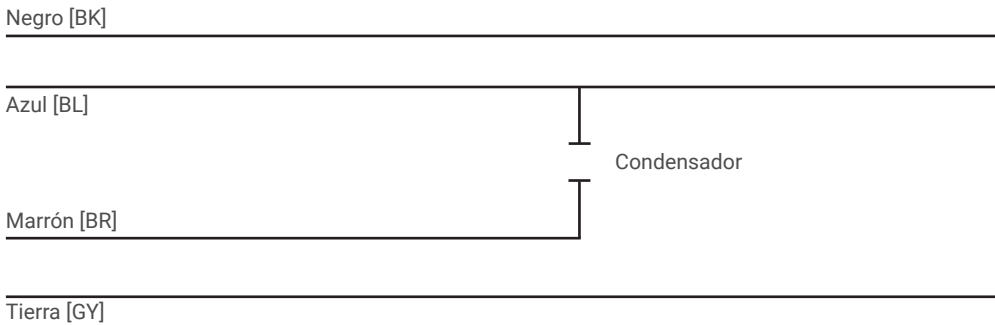 Negro [BK]
Azul [BL]
Condensador
Marrón [BR]
Tierra [GY]